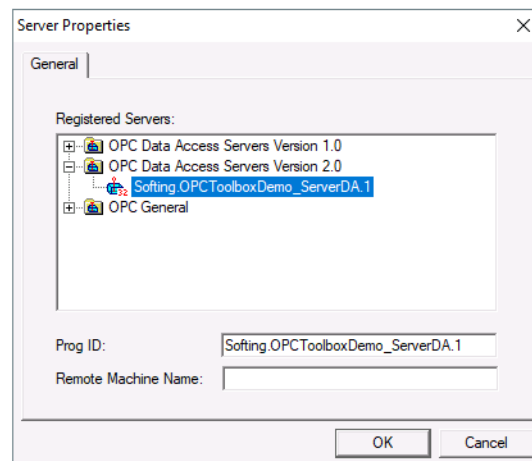 Server Properties
General
Registered Servers:
OPC Data Access Servers Version 1.0
OPC Data Access Servers Version 2.0
32 Softing.OPCToolboxDemo_ServerDA.1
OPC General
Prog ID: Softing.OPCToolboxDemo_ServerDA.1
Remote Machine Name:
OK Cancel